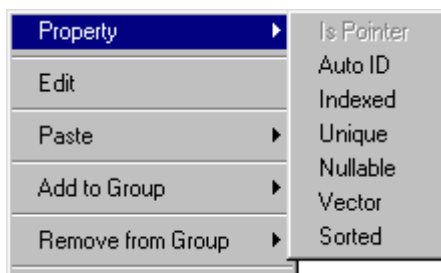 Property
Edit
Paste
Add to Group
Remove from Group
Is Pointer
Auto ID
Indexed
Unique
Nullable
Vector
Sorted